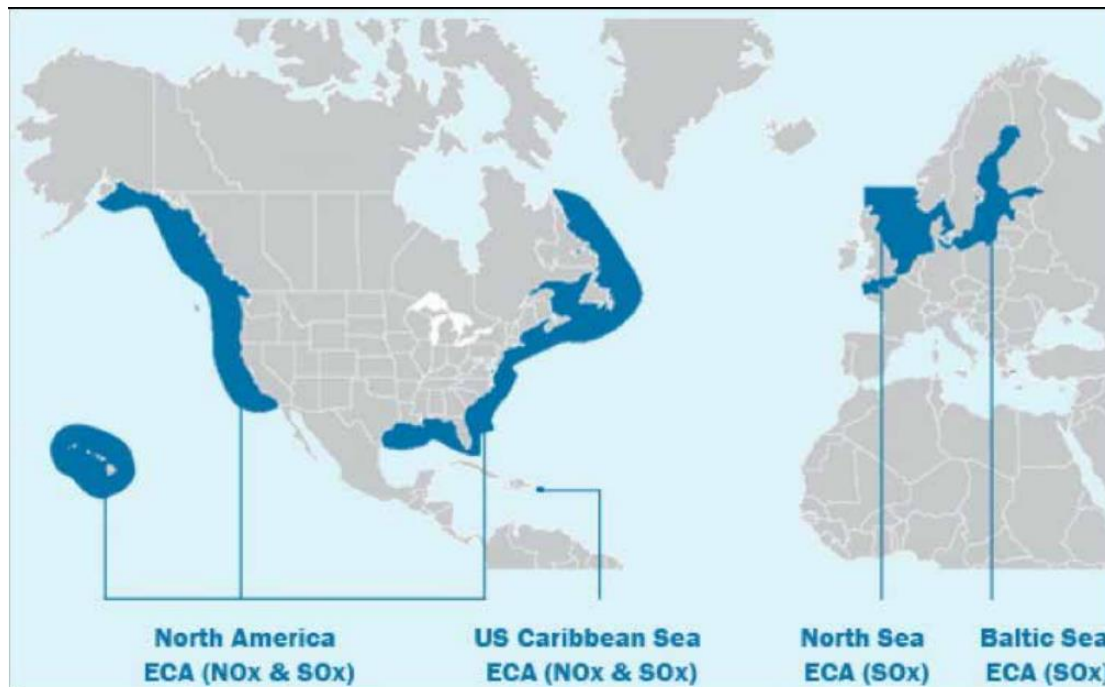 North America
ECA (NOx & SOx)
US Caribbean Sea
ECA (NOx & SOx)
North Sea
ECA (SOx)
Baltic Sea
ECA (SOx)